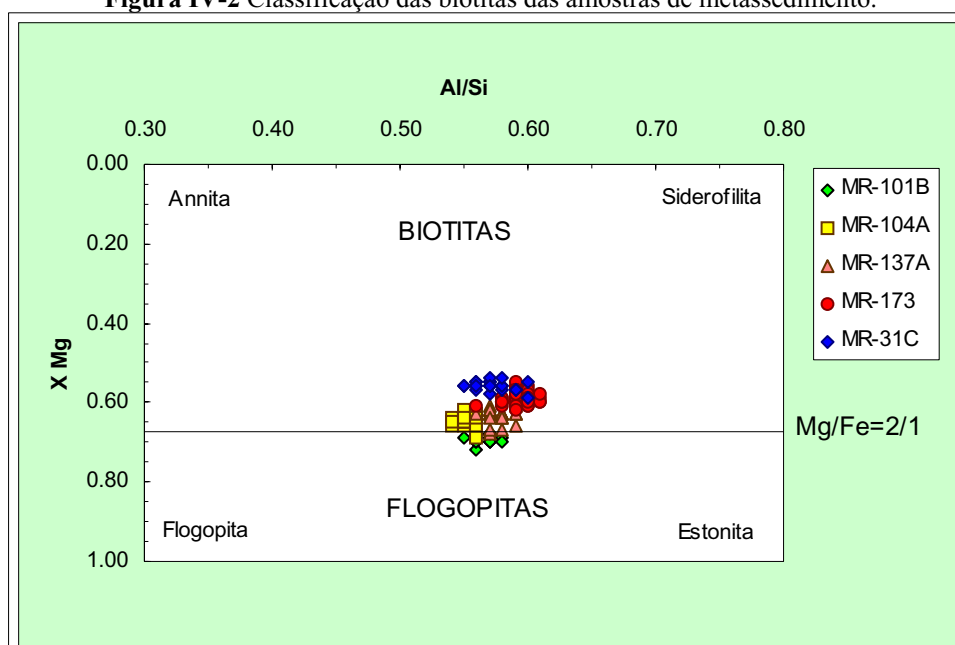 Figura IV-2 Classificação das biotitas das amostras de metassedimento.
Al/Si
0.30 0.40 0.50 0.60 0.70 0.80
0.00
Annita Siderofilita
BIOTITAS
0.20
0.40
X Mg
0.60
Mg/Fe=2/1
0.80
FLOGOPITAS
Flogopita Estonita
1.00
MR-101B
MR-104A
MR-137A
MR-173
MR-31C